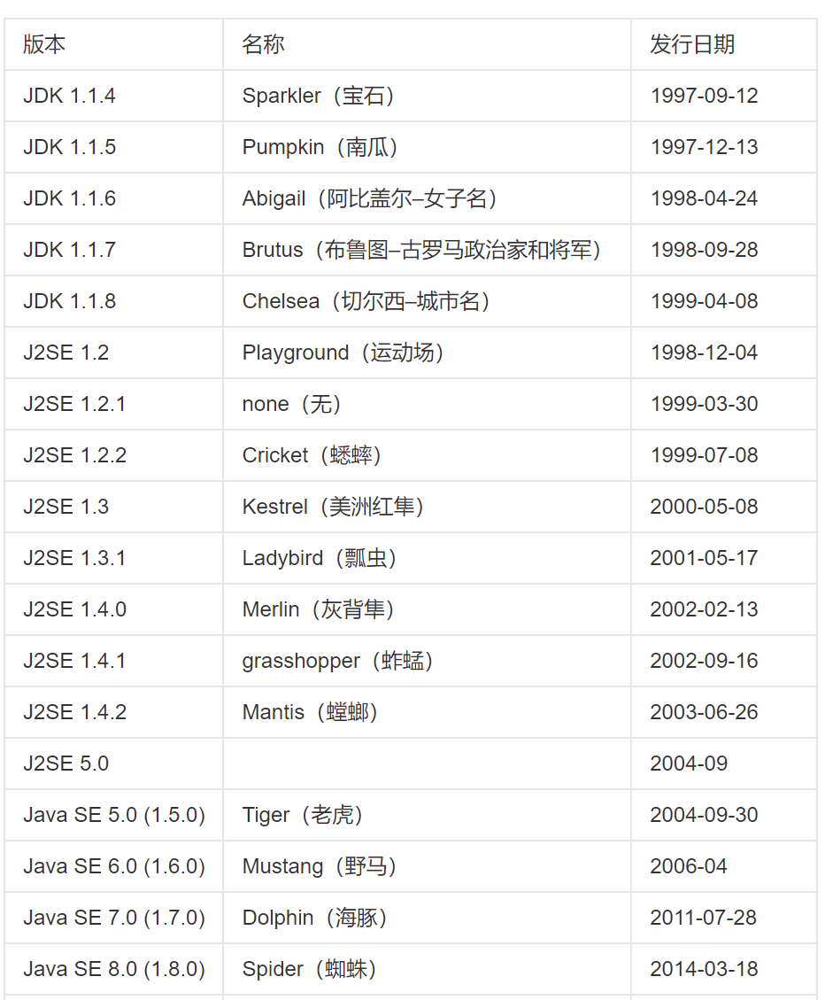 版本 名称 发行日期
JDK 1.1.4 Sparkler（宝石） 1997-09-12
JDK 1.1.5 Pumpkin（南瓜） 1997-12-13
JDK 1.1.6 Abigail（阿比盖尔–女子名） 1998-04-24
JDK 1.1.7 Brutus（布鲁图–古罗马政治家和将军） 1998-09-28
JDK 1.1.8 Chelsea（切尔西–城市名） 1999-04-08
J2SE 1.2 Playground（运动场） 1998-12-04
J2SE 1.2.1 none（无） 1999-03-30
J2SE 1.2.2 Cricket（蟋蟀） 1999-07-08
J2SE 1.3 Kestrel（美洲红隼） 2000-05-08
J2SE 1.3.1 Ladybird（瓢虫） 2001-05-17
J2SE 1.4.0 Merlin（灰背隼） 2002-02-13
J2SE 1.4.1 grasshopper（蚱蜢） 2002-09-16
J2SE 1.4.2 Mantis（螳螂） 2003-06-26
J2SE 5.0 2004-09
Java SE 5.0 (1.5.0) Tiger（老虎） 2004-09-30
Java SE 6.0 (1.6.0) Mustang（野马） 2006-04
Java SE 7.0 (1.7.0) Dolphin（海豚） 2011-07-28
Java SE 8.0 (1.8.0) Spider（蜘蛛） 2014-03-18